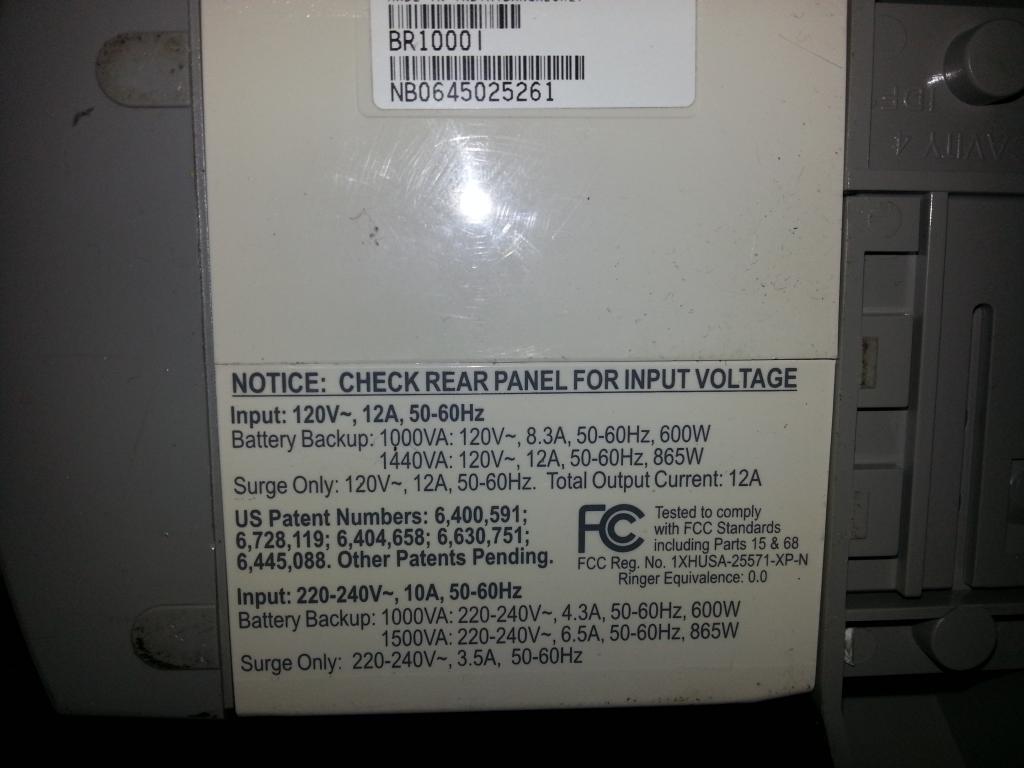 BR1000I
NB0645025261
NOTICE: CHECK REAR PANEL FOR INPUT VOLTAGE
Input: 120V~, 12A, 50-60Hz
Battery Backup: 1000VA: 120V~, 8.3A, 50-60Hz, 600W
1440VA: 120V~, 12A, 50-60Hz, 865W
Surge Only: 120V~, 12A, 50-60Hz. Total Output Current: 12A
US Patent Numbers: 6,400,591;
6,728,119; 6,404,658; 6,630,751;
6,445,088. Other Patents Pending.
FC Tested to comply
with FCC Standards
including Parts 15 & 68
FCC Reg. No. 1XHUSA-25571-XP-N
Ringer Equivalence: 0.0
Input: 220-240V~, 10A, 50-60Hz
Battery Backup: 1000VA: 220-240V~, 4.3A, 50-60Hz, 600W
1500VA: 220-240V~, 6.5A, 50-60Hz, 865W
Surge Only: 220-240V~, 3.5A, 50-60Hz